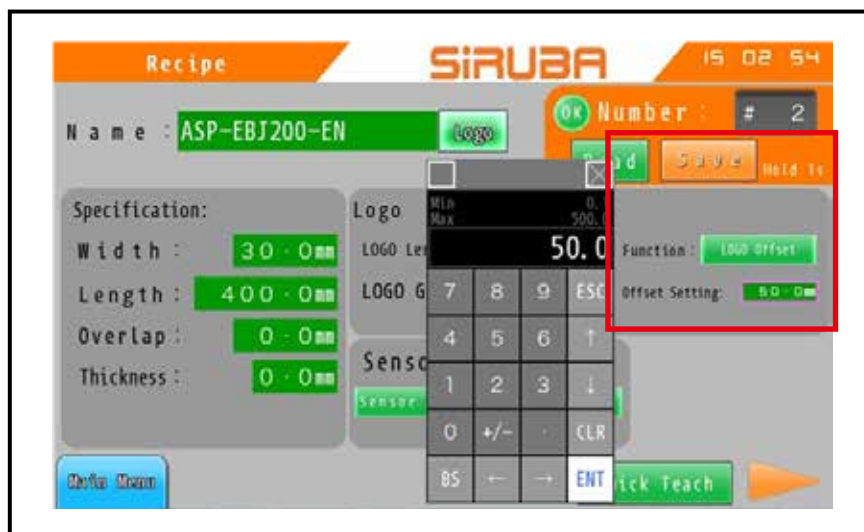 Recipe
SiRUBA
15 02 54
Name : ASP-EBJ200-EN
Logo
OK Number : # 2
Save
Hold 1s
Specification:
Width : 30.0mm
Length : 400.0mm
Overlap : 0.0mm
Thickness : 0.0mm
Logo
LOGO
LOGO G
Sensor
Min 0.
Max 500.
50.0
7 8 9 ESC
4 5 6 ↑
1 2 3 ↓
0 +/- . CLR
BS ← → ENT
Function : LOGO Offset
Offset Setting: 50.0mm
Main Menu
ick Teach